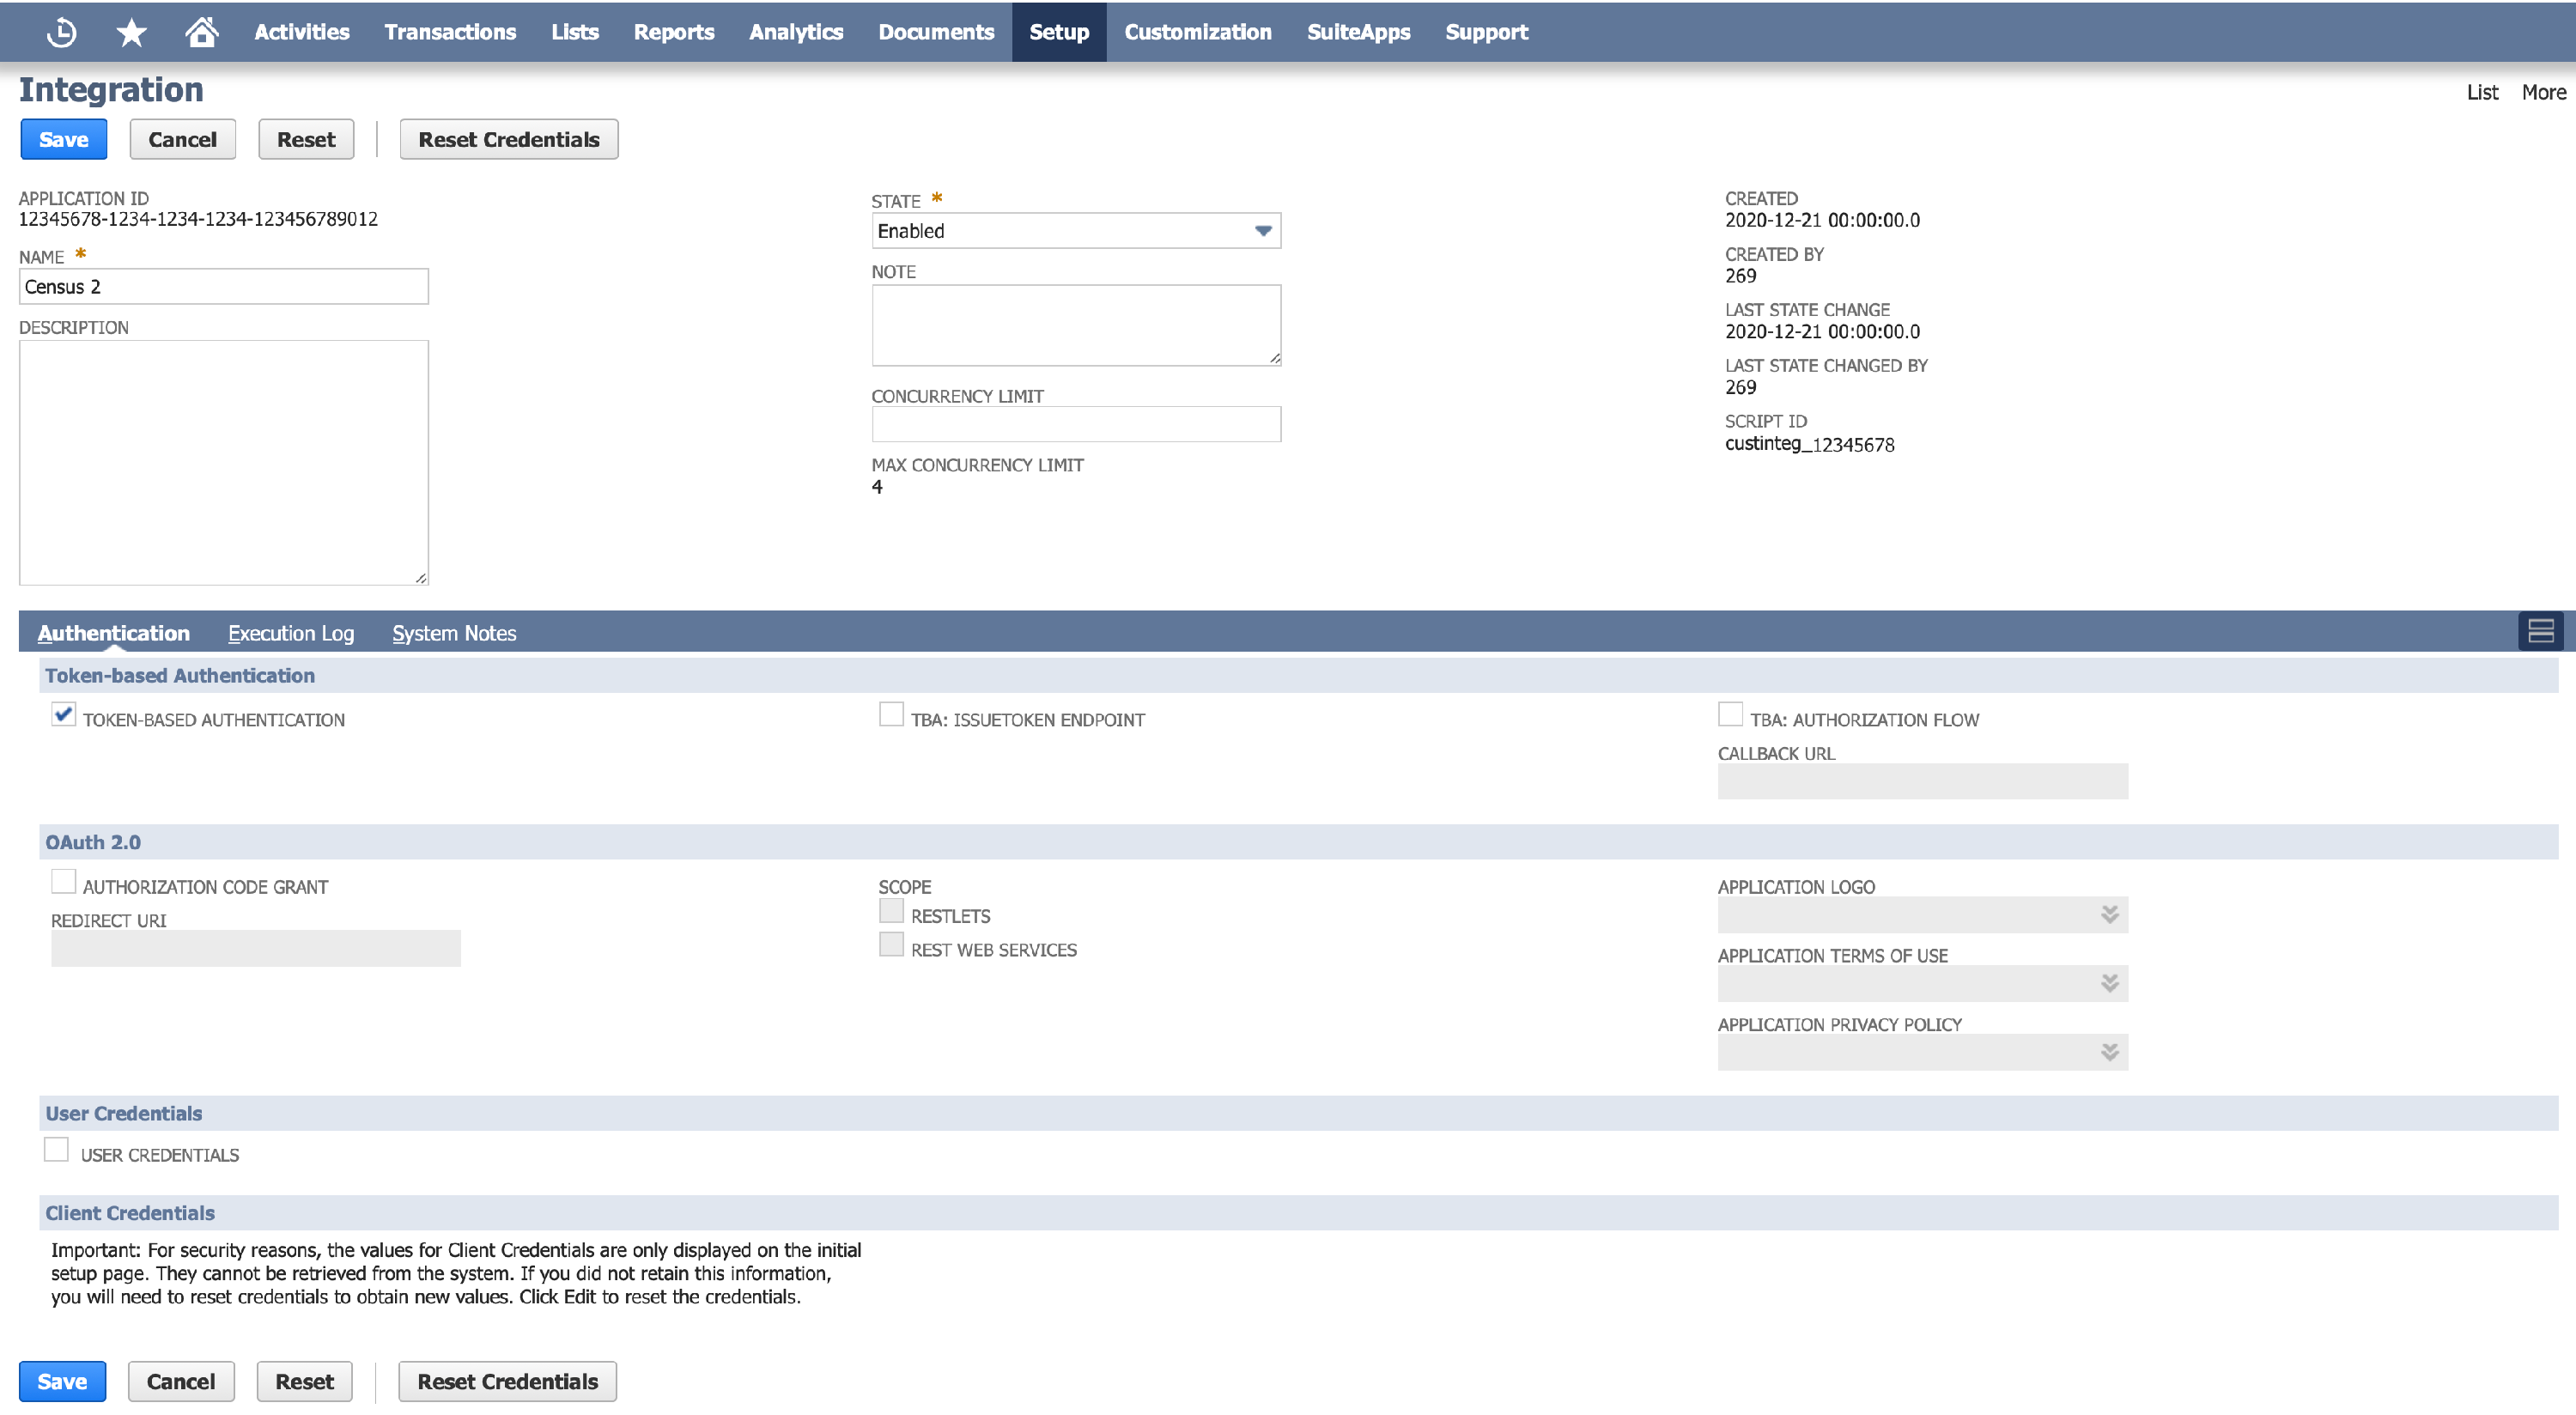 Activities Transactions Lists Reports Analytics Documents Setup Customization SuiteApps Support
Integration
List More
Save Cancel Reset Reset Credentials
APPLICATION ID
12345678-1234-1234-1234-123456789012
NAME *
Census 2
DESCRIPTION
STATE *
Enabled
NOTE
CONCURRENCY LIMIT
MAX CONCURRENCY LIMIT
4
CREATED
2020-12-21 00:00:00.0
CREATED BY
269
LAST STATE CHANGE
2020-12-21 00:00:00.0
LAST STATE CHANGED BY
269
SCRIPT ID
custinteg_12345678
Authentication Execution Log System Notes
Token-based Authentication
TOKEN-BASED AUTHENTICATION
TBA: ISSUETOKEN ENDPOINT
TBA: AUTHORIZATION FLOW
CALLBACK URL
OAuth 2.0
AUTHORIZATION CODE GRANT
REDIRECT URI
SCOPE
RESTLETS
REST WEB SERVICES
APPLICATION LOGO
APPLICATION TERMS OF USE
APPLICATION PRIVACY POLICY
User Credentials
USER CREDENTIALS
Client Credentials
Important: For security reasons, the values for Client Credentials are only displayed on the initial
setup page. They cannot be retrieved from the system. If you did not retain this information,
you will need to reset credentials to obtain new values. Click Edit to reset the credentials.
Save Cancel Reset Reset Credentials